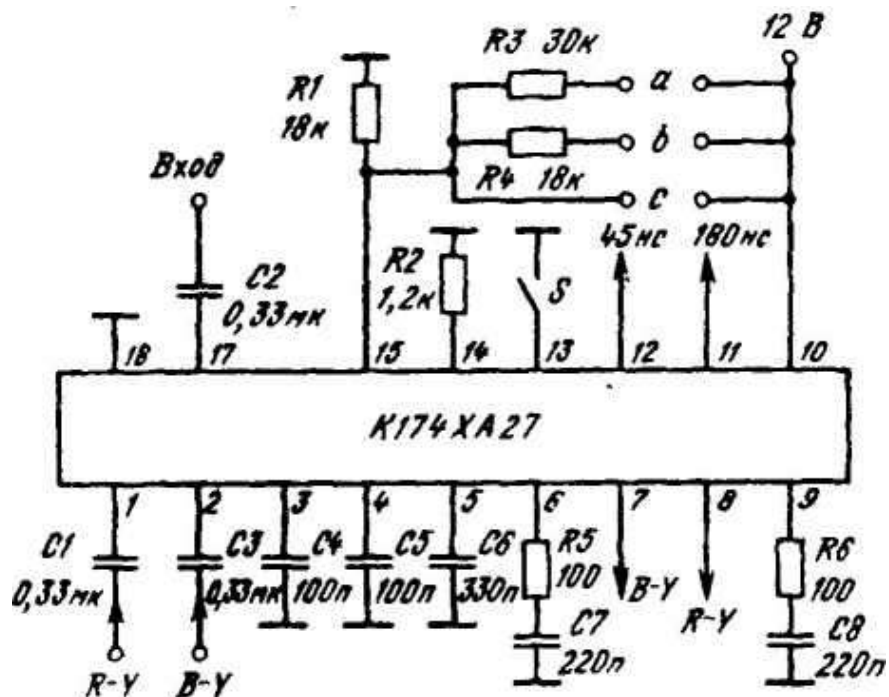 R3 30к
12 В
R1
18к
а
b
Вход
R4 18к
с
45нс 180нс
C2
0,33мк
R2
1,2к
S
18 17 15 14 13 12 11 10
К174ХА27
1 2 3 4 5 6 7 8 9
C1
0,33мк
C3
0,33мк
C4
100п
C5
100п
C6
330п
R5
100
R6
100
B-Y
R-Y
C7
220п
C8
220п
R-Y B-Y